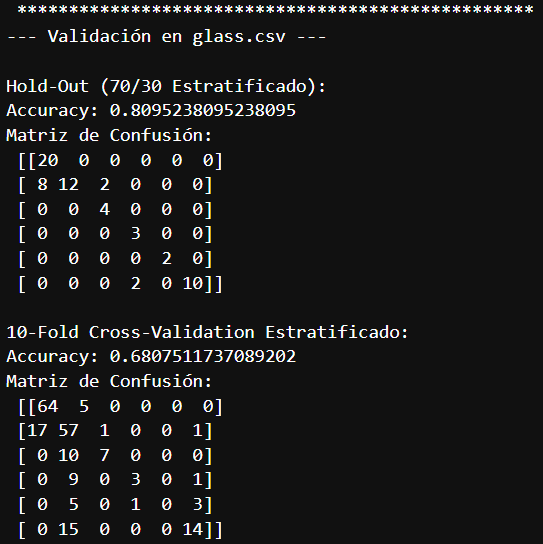 **************************************************
--- Validación en glass.csv ---
Hold-Out (70/30 Estratificado):
Accuracy: 0.8095238095238095
Matriz de Confusión:
[[20  0  0  0  0  0]
[ 8 12  2  0  0  0]
[ 0  0  4  0  0  0]
[ 0  0  0  3  0  0]
[ 0  0  0  0  2  0]
[ 0  0  0  2  0 10]]
10-Fold Cross-Validation Estratificado:
Accuracy: 0.6807511737089202
Matriz de Confusión:
[[64  5  0  0  0  0]
[17 57  1  0  0  1]
[ 0 10  7  0  0  0]
[ 0  9  0  3  0  1]
[ 0  5  0  1  0  3]
[ 0 15  0  0  0 14]]